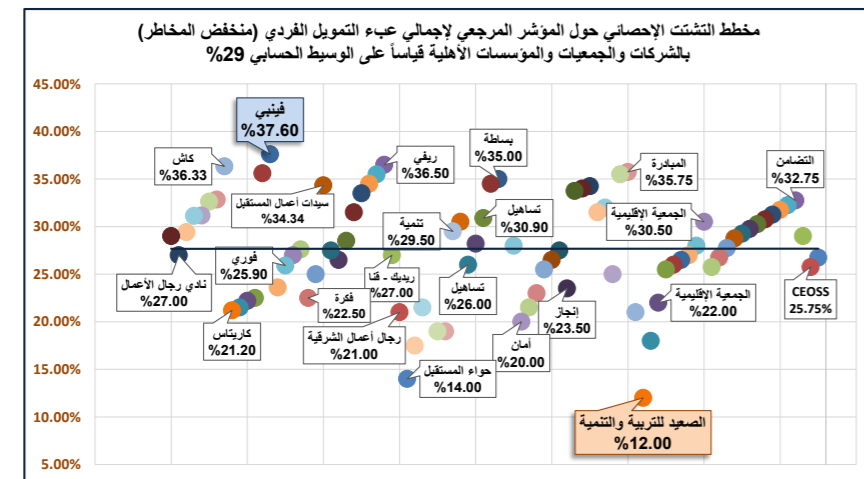 مخطط التشتت الإحصائي حول المؤشر المرجعي لإجمالي عبء التمويل الفردي (منخفض المخاطر)
بالشركات والجمعيات والمؤسسات الأهلية قياساً على الوسيط الحسابي 29%
45.00%
40.00%
35.00%
30.00%
25.00%
20.00%
15.00%
10.00%
5.00%
كاش
%36.33
فينبي
%37.60
ريفي
%36.50
بساطة
%35.00
المبادرة
%35.75
التضامن
%32.75
سيدات أعمال المستقبل
%34.34
تنمية
%29.50
تساهيل
%30.90
الجمعية الإقليمية
%30.50
نادي رجال الأعمال
%27.00
فوري
%25.90
ريديك - قنا
%27.00
تساهيل
%26.00
كاريتاس
%21.20
فكرة
%22.50
رجال أعمال الشرقية
%21.00
حواء المستقبل
%14.00
أمان
%20.00
إنجاز
%23.50
الجمعية الإقليمية
%22.00
CEOSS
25.75%
الصعيد للتربية والتنمية
%12.00